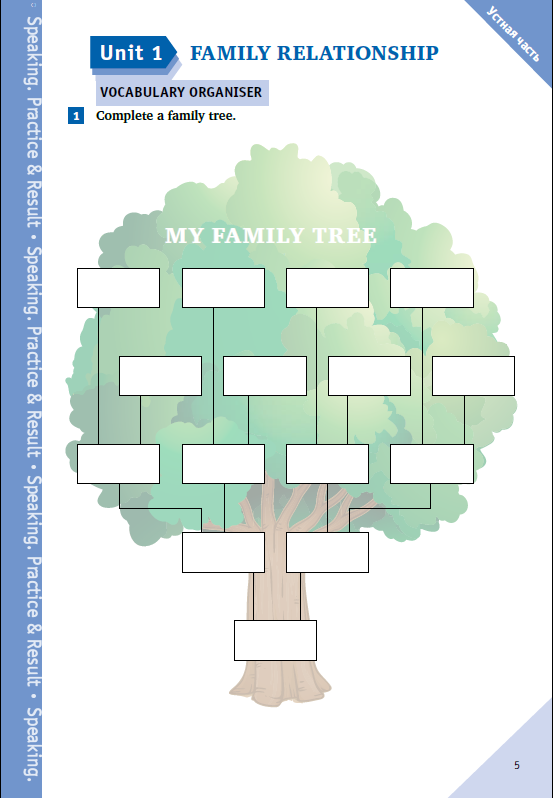 Speaking. Practice & Result • Speaking. Practice & Result • Speaking. Practice & Result • Speaking.
Устная часть
Unit 1 FAMILY RELATIONSHIP
VOCABULARY ORGANISER
1 Complete a family tree.
MY FAMILY TREE
5